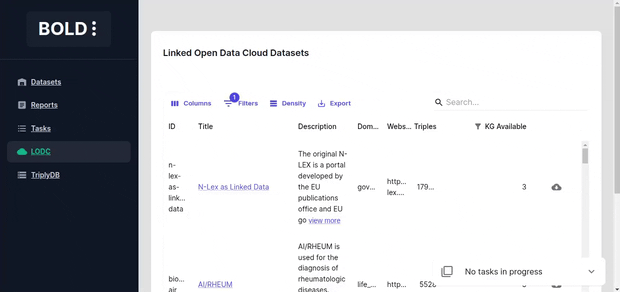 BOLD
Datasets
Reports
Tasks
LODC
TriplyDB
Linked Open Data Cloud Datasets
Columns
1
Filters
Density
Export
Search...
ID
Title
Description
Dom...
Webs...
Triples
KG Available
n-
lex-
as-
link...
data
N-Lex as Linked Data
The original N-
LEX is a portal
developed by
the EU
publications
office and EU
go view more
gov...
http...
lex....
179...
3
bio...
air
AI/RHEUM
AI/RHEUM is
used for the
diagnosis of
rheumatologic
diseases.
life_...
http...
No tasks in progress